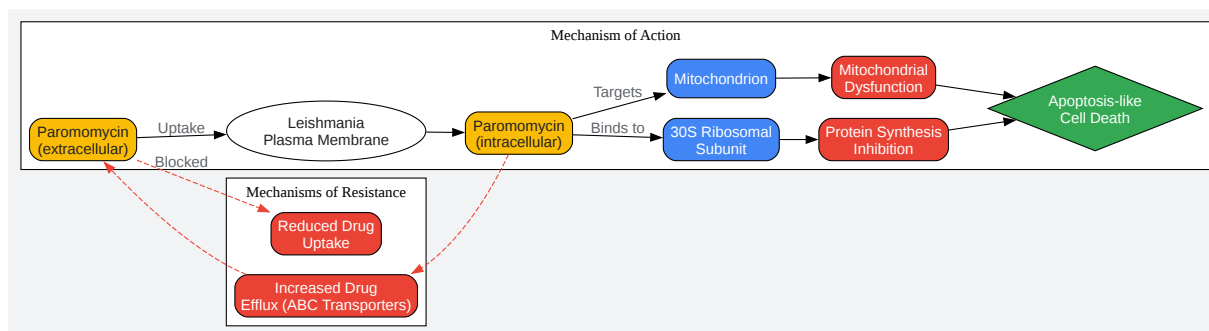 Mechanism of Action
Paromomycin
(extracellular)
Uptake
Blocked
Leishmania
Plasma Membrane
Paromomycin
(intracellular)
Targets
Binds to
Mitochondrion
30S Ribosomal
Subunit
Mitochondrial
Dysfunction
Protein Synthesis
Inhibition
Apoptosis-like
Cell Death
Mechanisms of Resistance
Reduced Drug
Uptake
Increased Drug
Efflux (ABC Transporters)